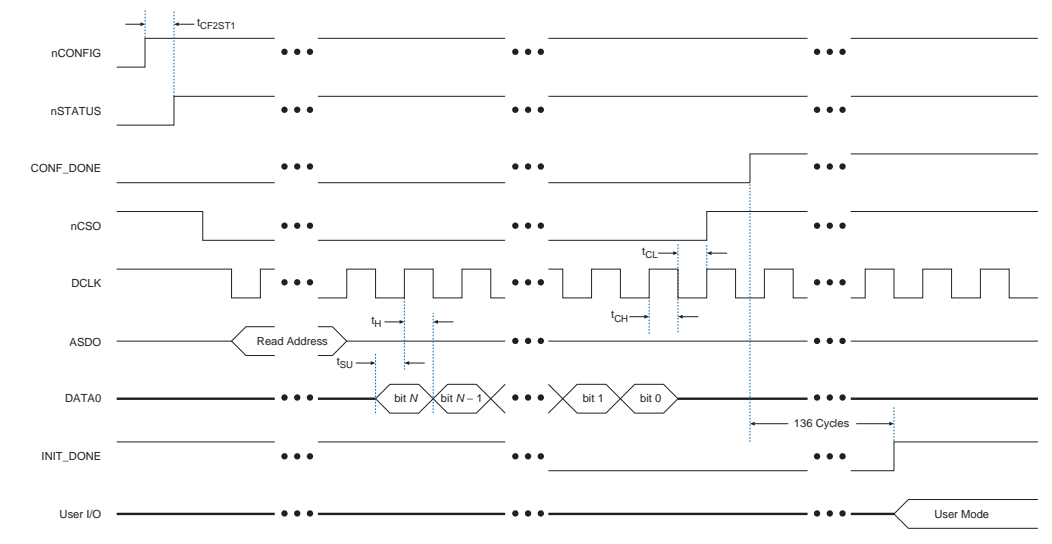 tCF2ST1
nCONFIG
nSTATUS
CONF_DONE
nCSO
tCL
DCLK
tCH
tH
ASDO
Read Address
tSU
DATA0
bit N
bit N – 1
bit 1
bit 0
136 Cycles
INIT_DONE
User I/O
User Mode